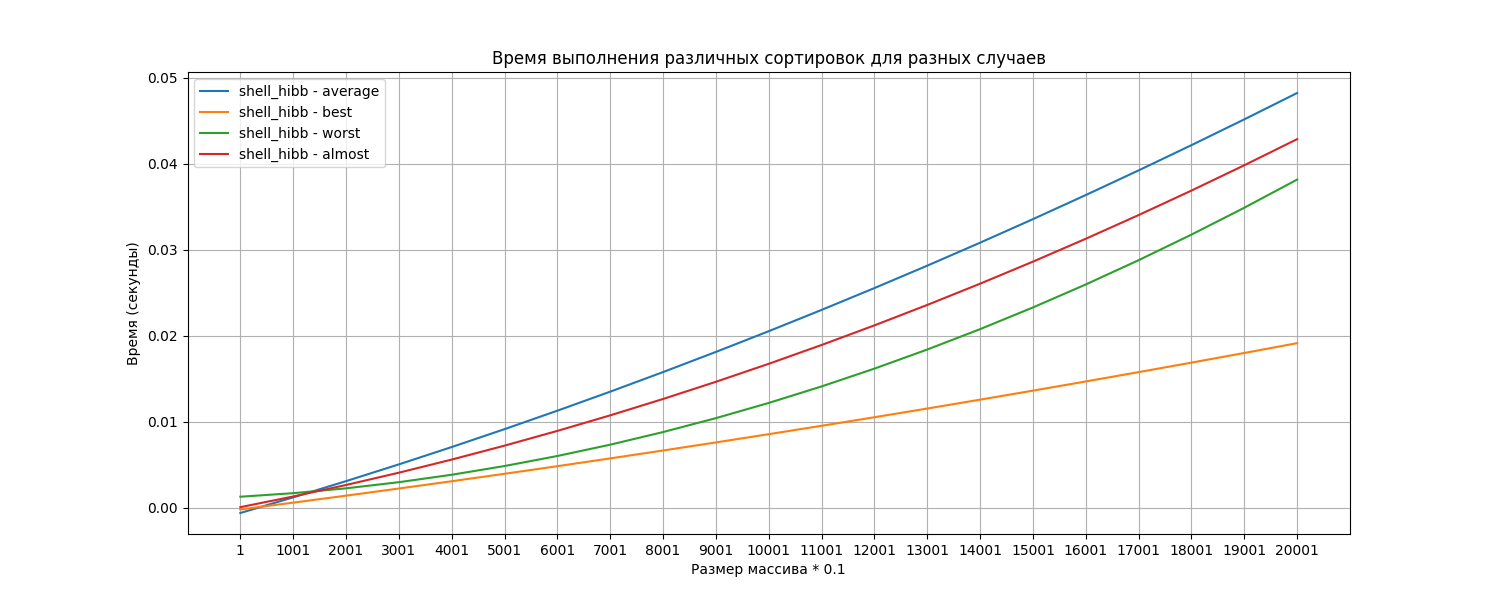 Время выполнения различных сортировок для разных случаев
shell_hibb - average
shell_hibb - best
shell_hibb - worst
shell_hibb - almost
Время (секунды)
0.05
0.04
0.03
0.02
0.01
0.00
1 1001 2001 3001 4001 5001 6001 7001 8001 9001 10001 11001 12001 13001 14001 15001 16001 17001 18001 19001 20001
Размер массива * 0.1